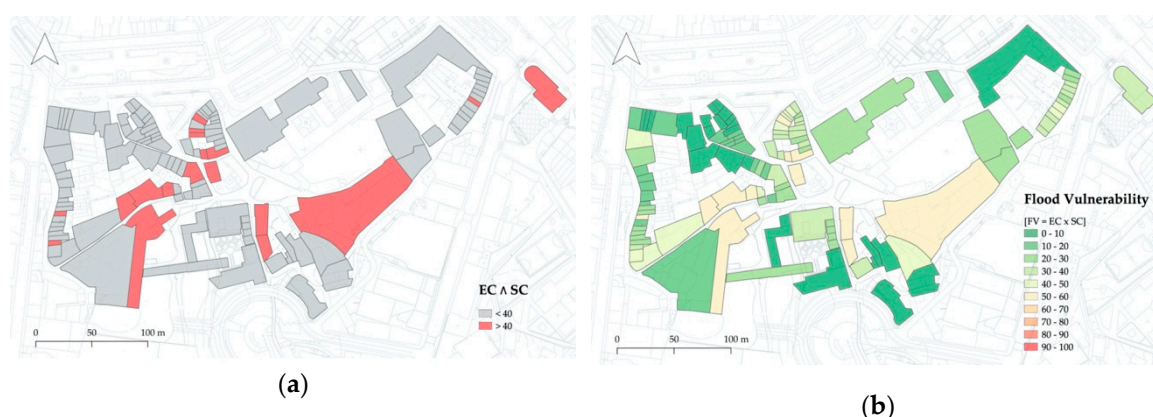 EC ∧ SC
< 40
> 40
0 50 100 m
(a)
Flood Vulnerability
[FV = EC x SC]
0 - 10
10 - 20
20 - 30
30 - 40
40 - 50
50 - 60
60 - 70
70 - 80
80 - 90
90 - 100
0 50 100 m
(b)